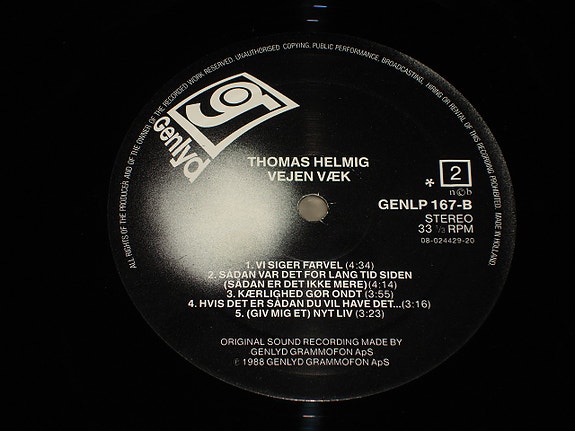 ALL RIGHTS OF THE PRODUCER AND OF THE OWNER OF THE RECORDED WORK RESERVED. UNAUTHORISED COPYING, PUBLIC PERFORMANCE, BROADCASTING, HIRING OR RENTAL OF THIS RECORDING PROHIBITED. MADE IN HOLLAND.
Genlyd
THOMAS HELMIG
VEJEN VÆK
2
* n©b
GENLP 167-B
STEREO
33 1/3 RPM
08-024429-20
1. VI SIGER FARVEL (4:34)
2. SÅDAN VAR DET FOR LANG TID SIDEN
(SÅDAN ER DET IKKE MERE) (4:14)
3. KÆRLIGHED GØR ONDT (3:55)
4. HVIS DET ER SÅDAN DU VIL HAVE DET... (3:16)
5. (GIV MIG ET) NYT LIV (3:23)
ORIGINAL SOUND RECORDING MADE BY
GENLYD GRAMMOFON ApS
℗ 1988 GENLYD GRAMMOFON ApS